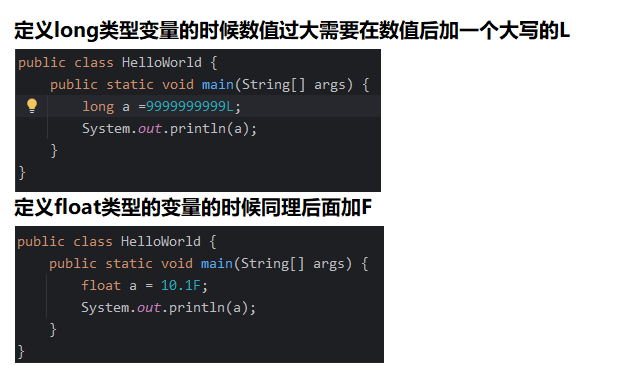 定义long类型变量的时候数值过大需要在数值后加一个大写的L
public class HelloWorld {
    public static void main(String[] args) {
        long a =9999999999L;
        System.out.println(a);
    }
}
定义float类型的变量的时候同理后面加F
public class HelloWorld {
    public static void main(String[] args) {
        float a = 10.1F;
        System.out.println(a);
    }
}